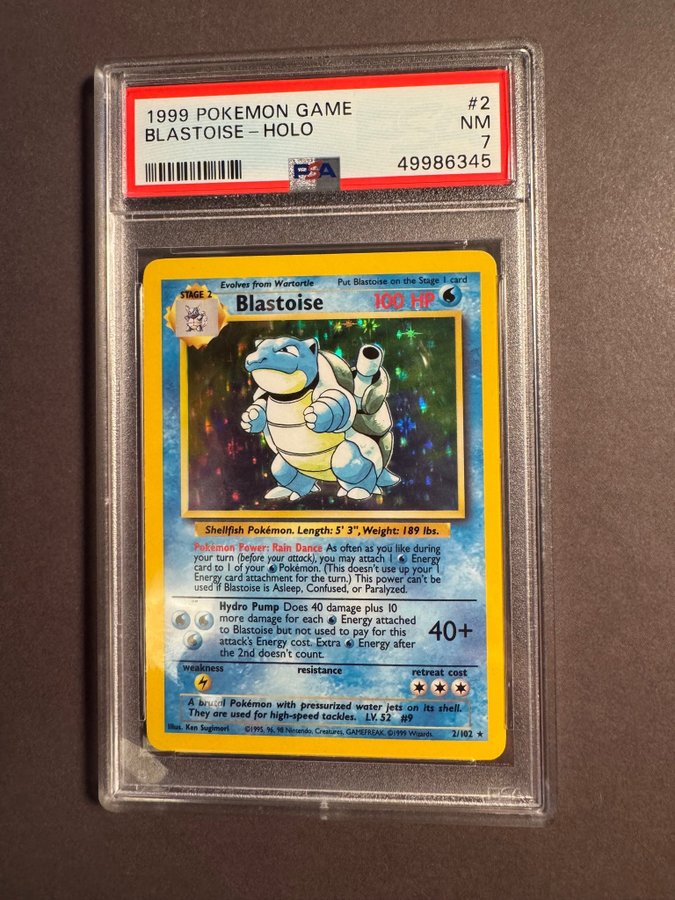 1999 POKEMON GAME #2
BLASTOISE – HOLO NM
7
PSA 49986345
Evolves from Wartortle Put Blastoise on the Stage 1 card
STAGE 2 Blastoise 100 HP
Shellfish Pokémon. Length: 5' 3", Weight: 189 lbs.
Pokémon Power: Rain Dance As often as you like during
your turn (before your attack), you may attach 1 Energy
card to 1 of your Pokémon. (This doesn't use up your 1
Energy card attachment for the turn.) This power can't be
used if Blastoise is Asleep, Confused, or Paralyzed.
Hydro Pump Does 40 damage plus 10
more damage for each Energy attached
to Blastoise but not used to pay for this
attack's Energy cost. Extra Energy after
the 2nd doesn't count.
40+
weakness resistance retreat cost
A brutal Pokémon with pressurized water jets on its shell.
They are used for high-speed tackles. LV. 52 #9
Illus. Ken Sugimori ©1995, 96, 98 Nintendo, Creatures, GAMEFREAK. ©1999 Wizards. 2/102 ★